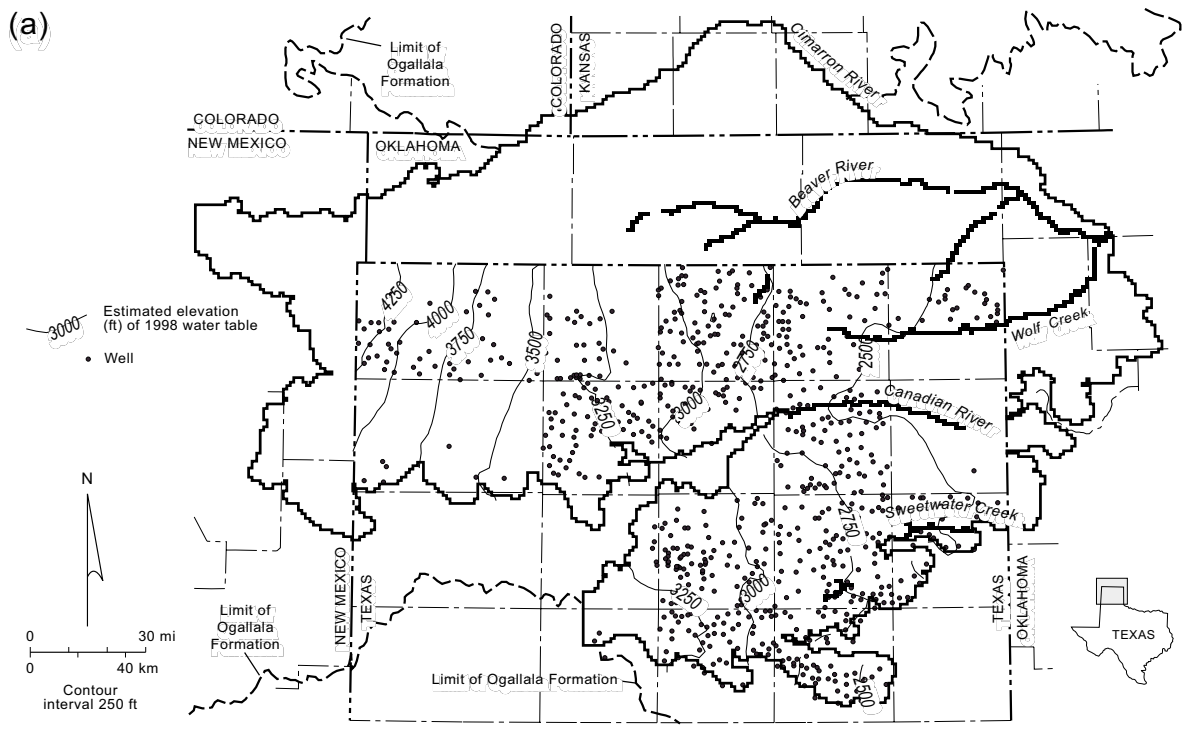 (a)
Limit of
Ogallala
Formation
COLORADO
KANSAS
Cimarron River
COLORADO
NEW MEXICO
OKLAHOMA
Beaver River
4250
4000
3750
3500
3250
3000
2750
2500
3000
Estimated elevation
(ft) of 1998 water table
Well
Wolf Creek
Canadian River
N
2750
Sweetwater Creek
3250
3000
2500
NEW MEXICO
TEXAS
TEXAS
OKLAHOMA
Limit of
Ogallala
Formation
0 30 mi
0 40 km
Contour
interval 250 ft
Limit of Ogallala Formation
TEXAS